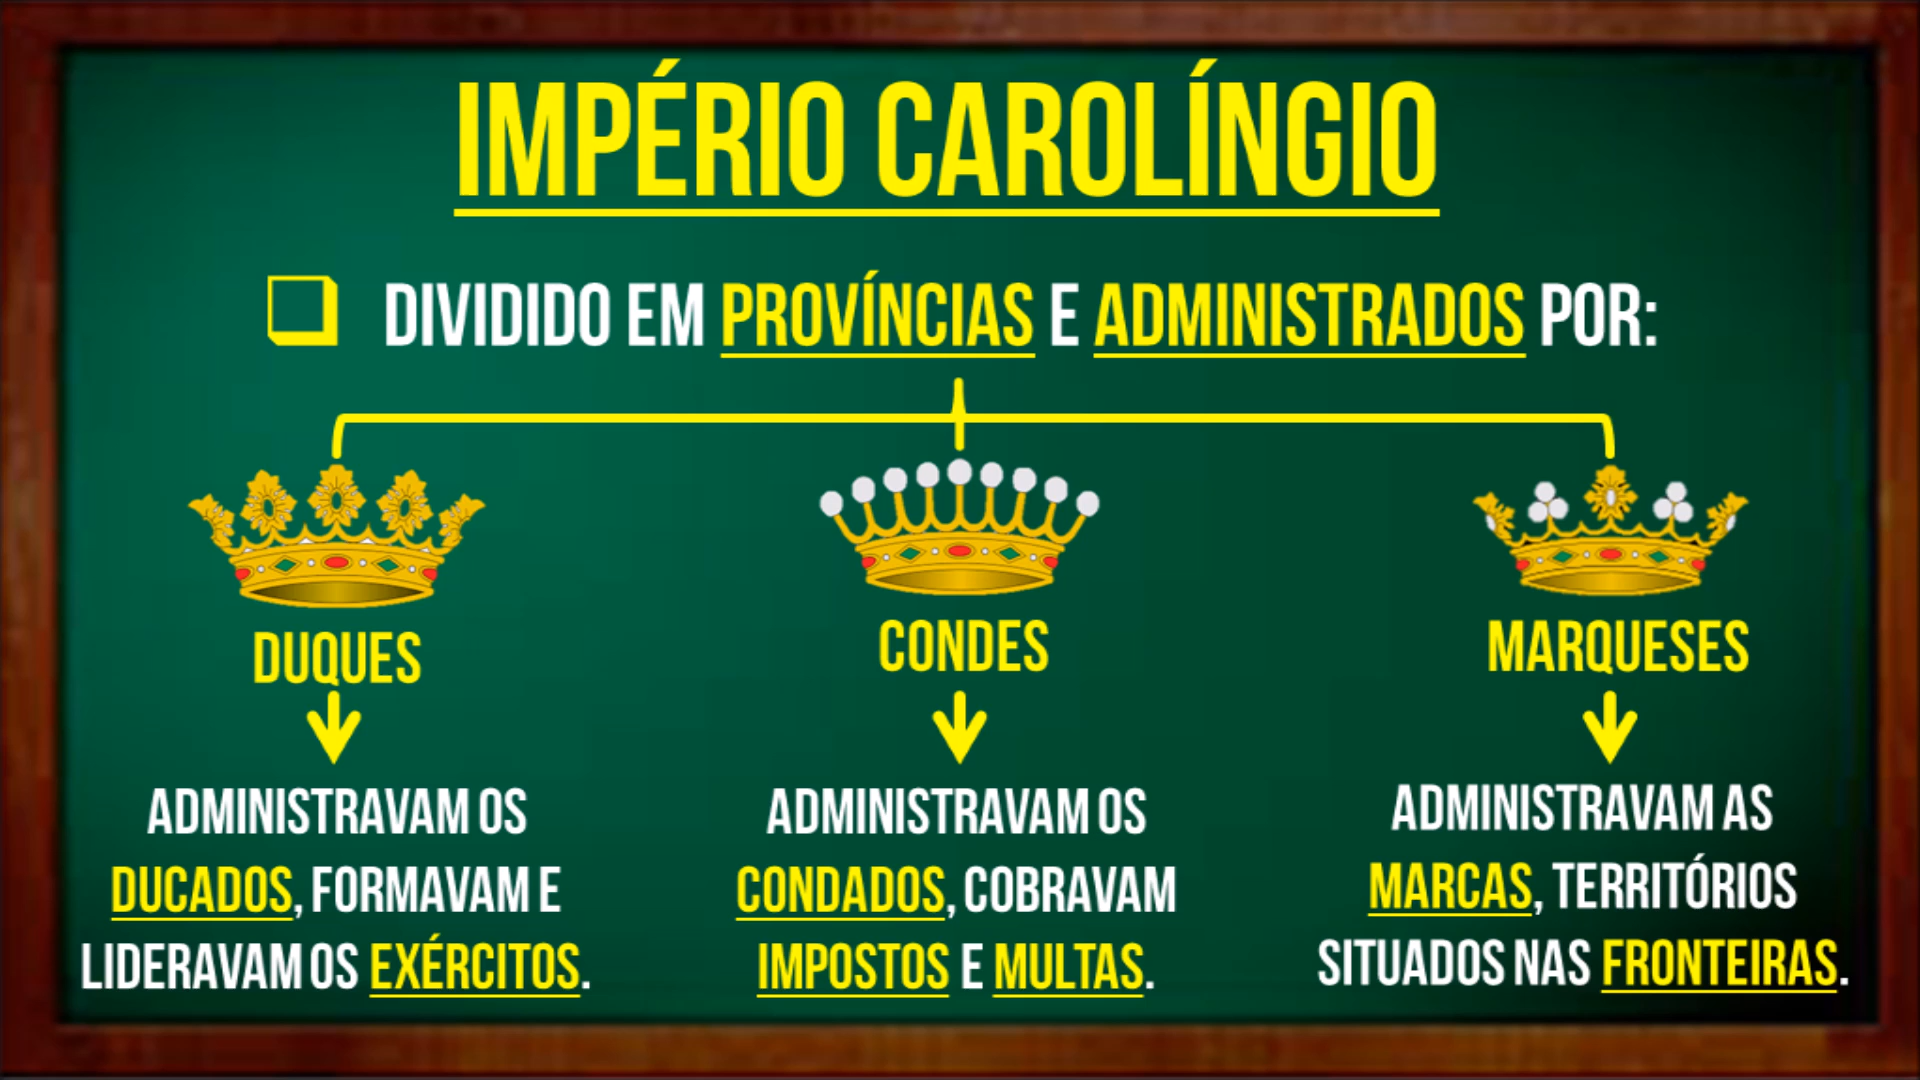 IMPÉRIO CAROLÍNGIO
DIVIDIDO EM PROVÍNCIAS E ADMINISTRADOS POR:
DUQUES
ADMINISTRAVAM OS
DUCADOS, FORMAVAM E
LIDERAVAM OS EXÉRCITOS.
CONDES
ADMINISTRAVAM OS
CONDADOS, COBRAVAM
IMPOSTOS E MULTAS.
MARQUESES
ADMINISTRAVAM AS
MARCAS, TERRITÓRIOS
SITUADOS NAS FRONTEIRAS.